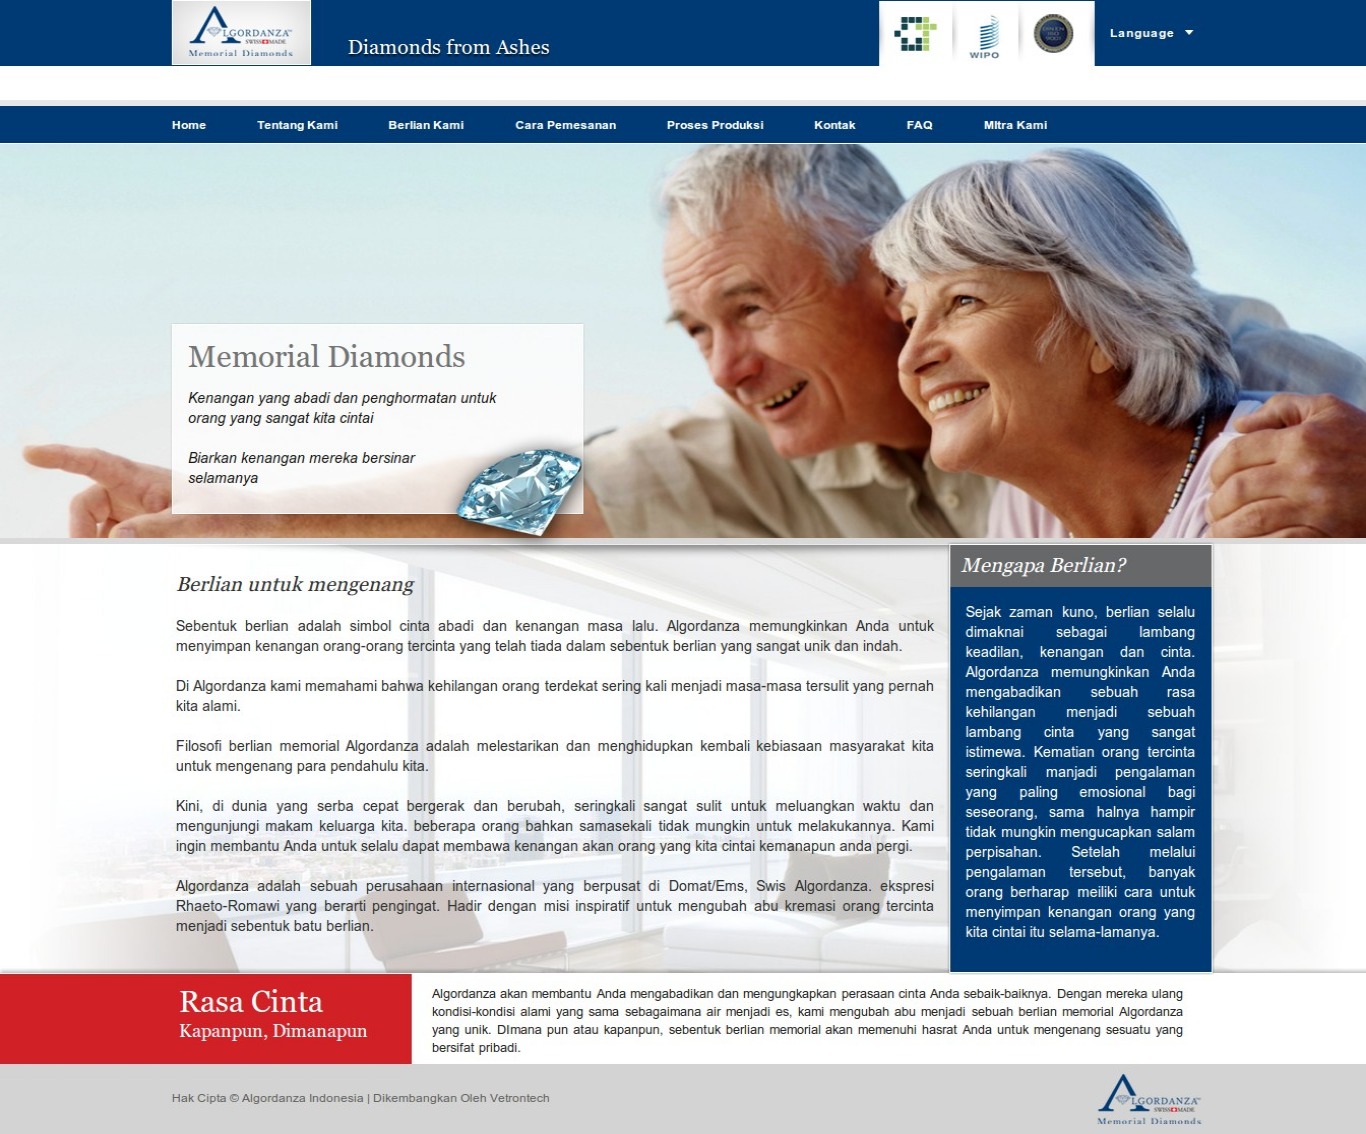 ALGORDANZA™
SWISS MADE
Memorial Diamonds
Diamonds from Ashes
WIPO
Language
Home
Tentang Kami
Berlian Kami
Cara Pemesanan
Proses Produksi
Kontak
FAQ
MItra Kami
Memorial Diamonds
Kenangan yang abadi dan penghormatan untuk
orang yang sangat kita cintai
Biarkan kenangan mereka bersinar
selamanya
Berlian untuk mengenang
Sebentuk berlian adalah simbol cinta abadi dan kenangan masa lalu. Algordanza memungkinkan Anda untuk
menyimpan kenangan orang-orang tercinta yang telah tiada dalam sebentuk berlian yang sangat unik dan indah.
Di Algordanza kami memahami bahwa kehilangan orang terdekat sering kali menjadi masa-masa tersulit yang pernah
kita alami.
Filosofi berlian memorial Algordanza adalah melestarikan dan menghidupkan kembali kebiasaan masyarakat kita
untuk mengenang para pendahulu kita.
Kini, di dunia yang serba cepat bergerak dan berubah, seringkali sangat sulit untuk meluangkan waktu dan
mengunjungi makam keluarga kita. beberapa orang bahkan samasekali tidak mungkin untuk melakukannya. Kami
ingin membantu Anda untuk selalu dapat membawa kenangan akan orang yang kita cintai kemanapun anda pergi.
Algordanza adalah sebuah perusahaan internasional yang berpusat di Domat/Ems, Swis Algordanza. ekspresi
Rhaeto-Romawi yang berarti pengingat. Hadir dengan misi inspiratif untuk mengubah abu kremasi orang tercinta
menjadi sebentuk batu berlian.
Mengapa Berlian?
Sejak zaman kuno, berlian selalu
dimaknai sebagai lambang
keadilan, kenangan dan cinta.
Algordanza memungkinkan Anda
mengabadikan sebuah rasa
kehilangan menjadi sebuah
lambang cinta yang sangat
istimewa. Kematian orang tercinta
seringkali manjadi pengalaman
yang paling emosional bagi
seseorang, sama halnya hampir
tidak mungkin mengucapkan salam
perpisahan. Setelah melalui
pengalaman tersebut, banyak
orang berharap meiliki cara untuk
menyimpan kenangan orang yang
kita cintai itu selama-lamanya.
Rasa Cinta
Kapanpun, Dimanapun
Algordanza akan membantu Anda mengabadikan dan mengungkapkan perasaan cinta Anda sebaik-baiknya. Dengan mereka ulang
kondisi-kondisi alami yang sama sebagaimana air menjadi es, kami mengubah abu menjadi sebuah berlian memorial Algordanza
yang unik. DImana pun atau kapanpun, sebentuk berlian memorial akan memenuhi hasrat Anda untuk mengenang sesuatu yang
bersifat pribadi.
Hak Cipta © Algordanza Indonesia | Dikembangkan Oleh Vetrontech
ALGORDANZA™
SWISS MADE
Memorial Diamonds